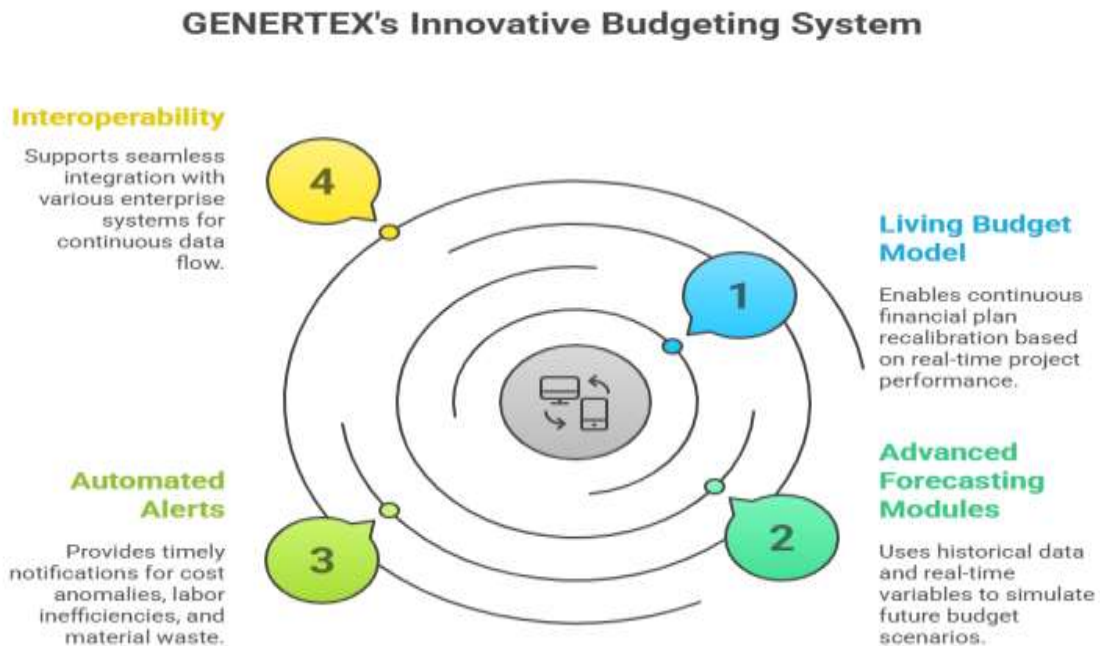 GENERTEX's Innovative Budgeting System
Interoperability
Supports seamless
integration with
various enterprise
systems for
continuous data
flow.
4
Living Budget
Model
Enables continuous
financial plan
recalibration based
on real-time project
performance.
1
Automated
Alerts
Provides timely
notifications for cost
anomalies, labor
inefficiencies, and
material waste.
3
Advanced
Forecasting
Modules
Uses historical data
and real-time
variables to simulate
future budget
scenarios.
2